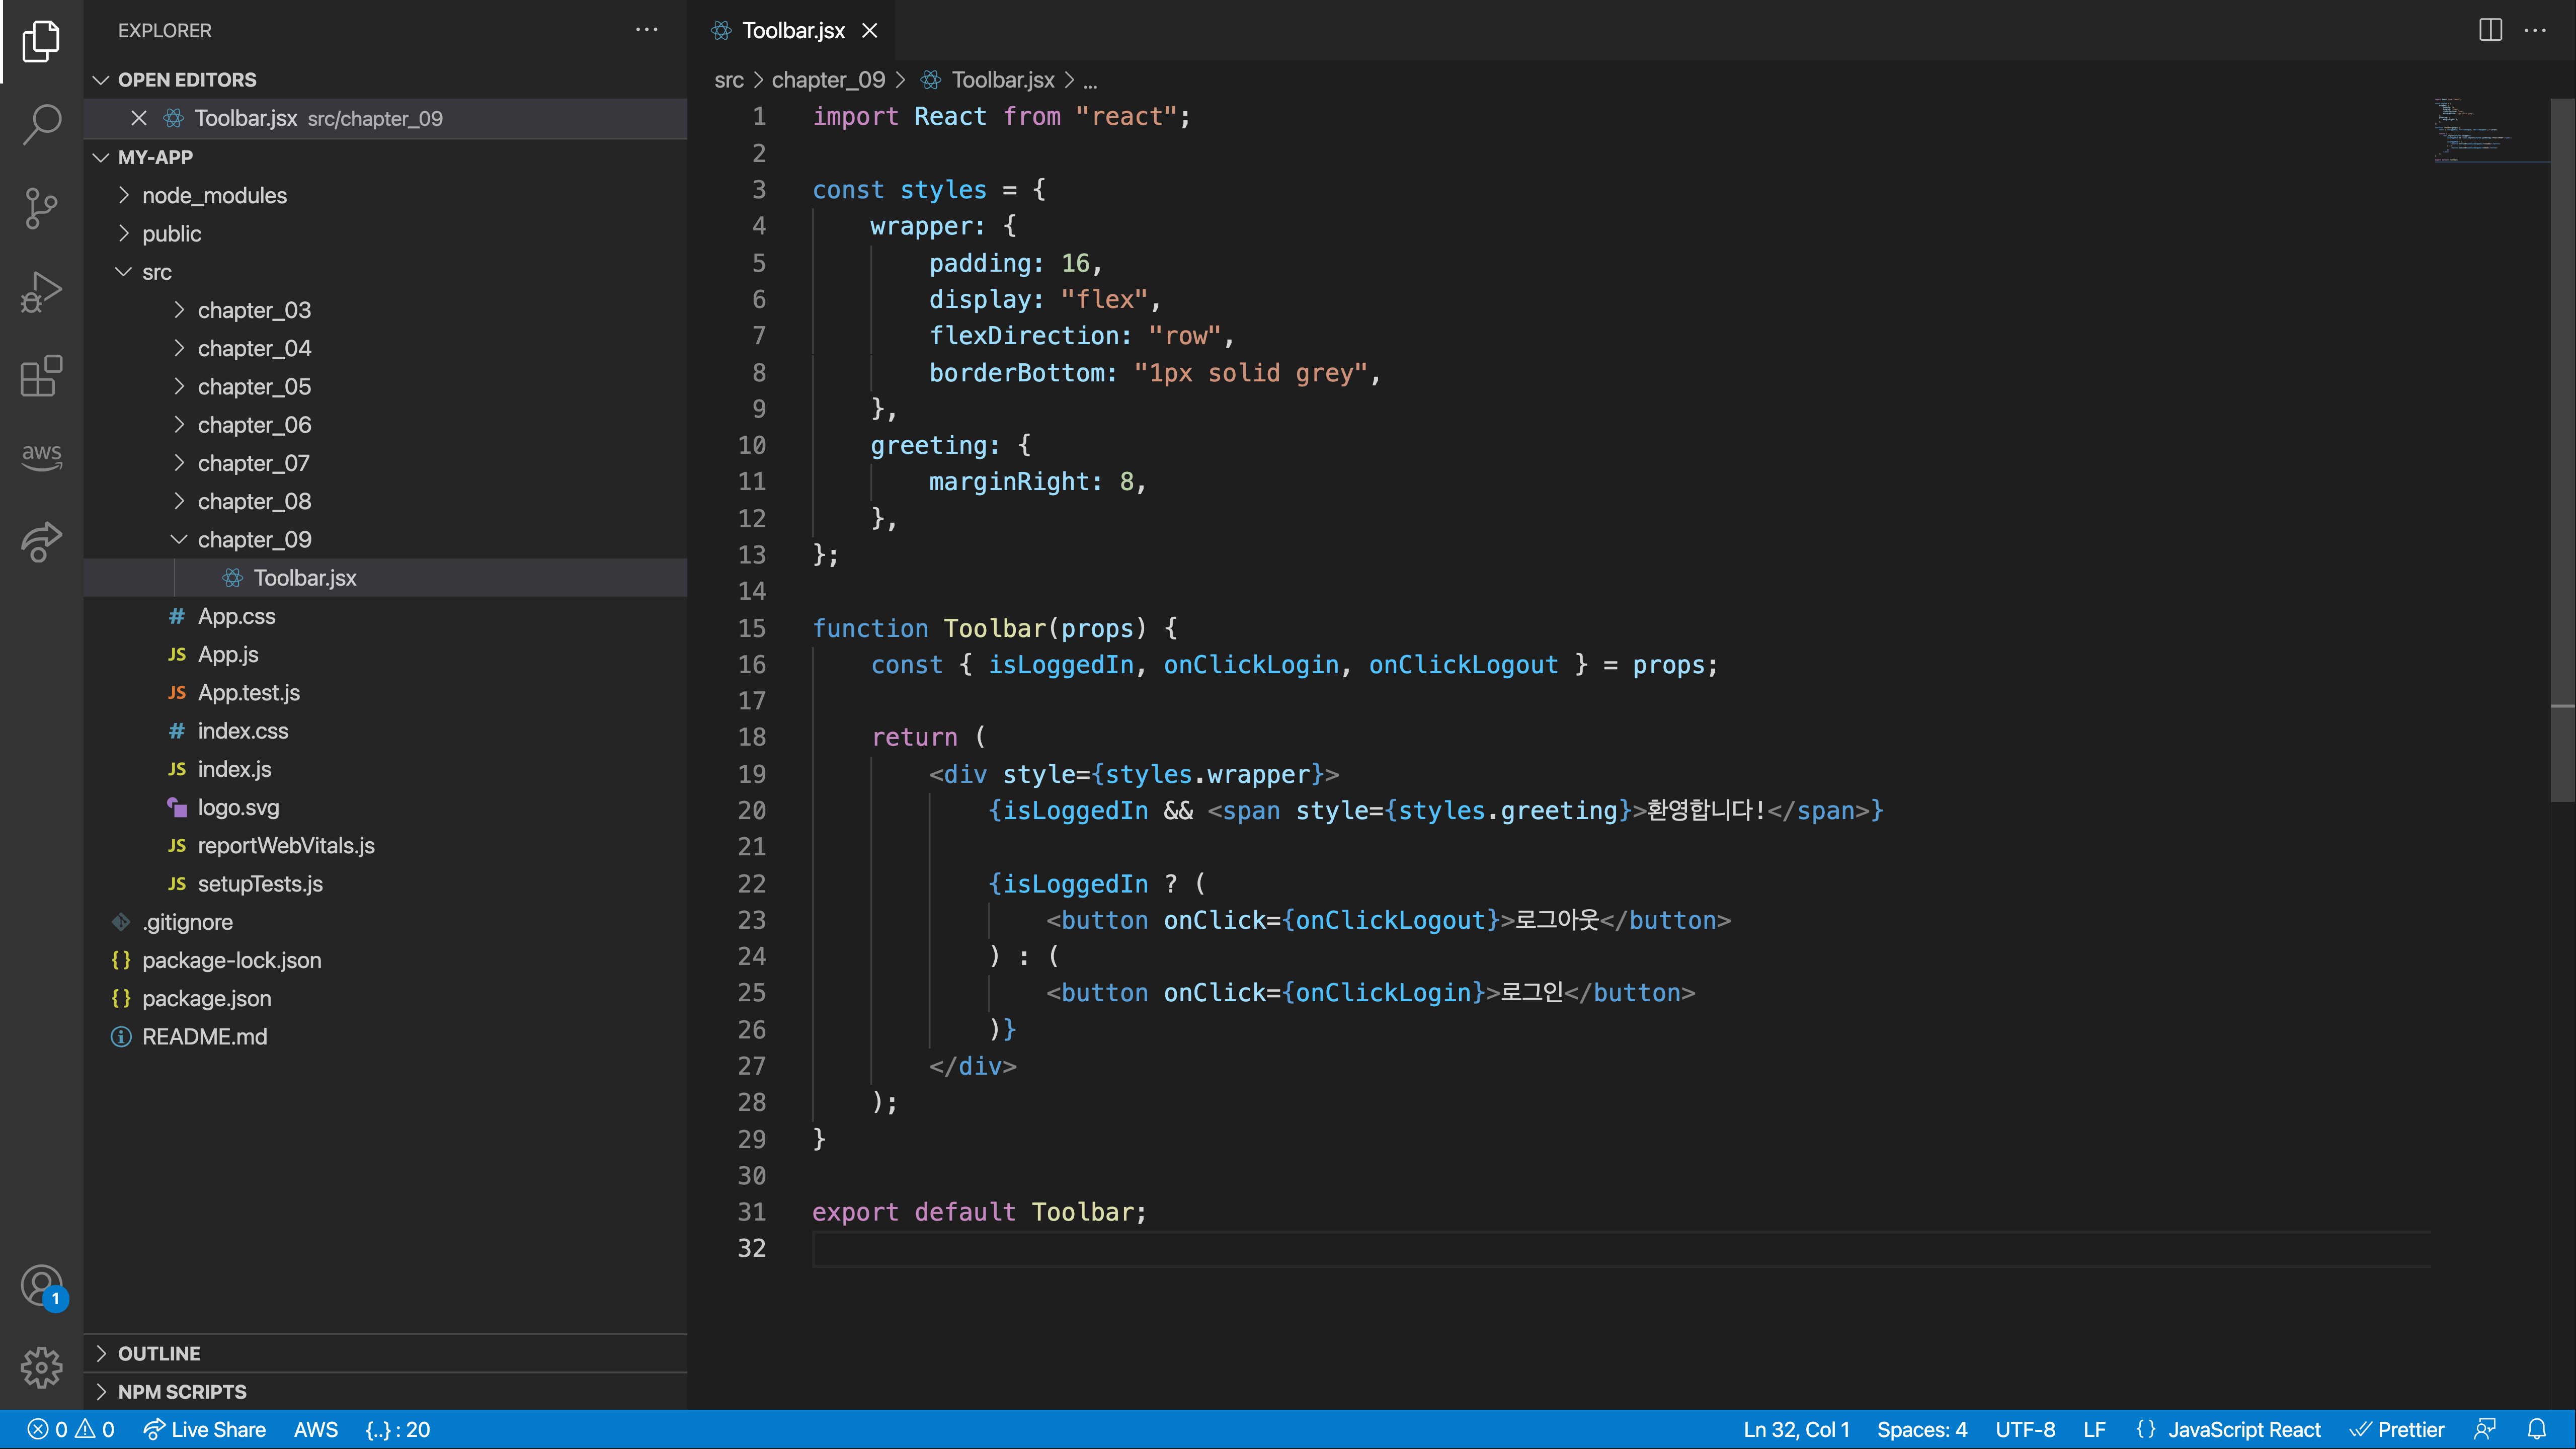 EXPLORER
OPEN EDITORS
Toolbar.jsx src/chapter_09
MY-APP
node_modules
public
src
chapter_03
chapter_04
chapter_05
chapter_06
chapter_07
chapter_08
chapter_09
Toolbar.jsx
# App.css
JS App.js
JS App.test.js
# index.css
JS index.js
logo.svg
JS reportWebVitals.js
JS setupTests.js
.gitignore
{} package-lock.json
{} package.json
README.md
OUTLINE
NPM SCRIPTS
aws
1
Toolbar.jsx
src > chapter_09 > Toolbar.jsx > ...
1 import React from "react";
2
3 const styles = {
4     wrapper: {
5         padding: 16,
6         display: "flex",
7         flexDirection: "row",
8         borderBottom: "1px solid grey",
9     },
10     greeting: {
11         marginRight: 8,
12     },
13 };
14
15 function Toolbar(props) {
16     const { isLoggedIn, onClickLogin, onClickLogout } = props;
17
18     return (
19         <div style={styles.wrapper}>
20             {isLoggedIn && <span style={styles.greeting}>환영합니다!</span>}
21
22             {isLoggedIn ? (
23                 <button onClick={onClickLogout}>로그아웃</button>
24             ) : (
25                 <button onClick={onClickLogin}>로그인</button>
26             )}
27         </div>
28     );
29 }
30
31 export default Toolbar;
32
0 0 Live Share AWS {..} : 20 Ln 32, Col 1 Spaces: 4 UTF-8 LF {} JavaScript React Prettier